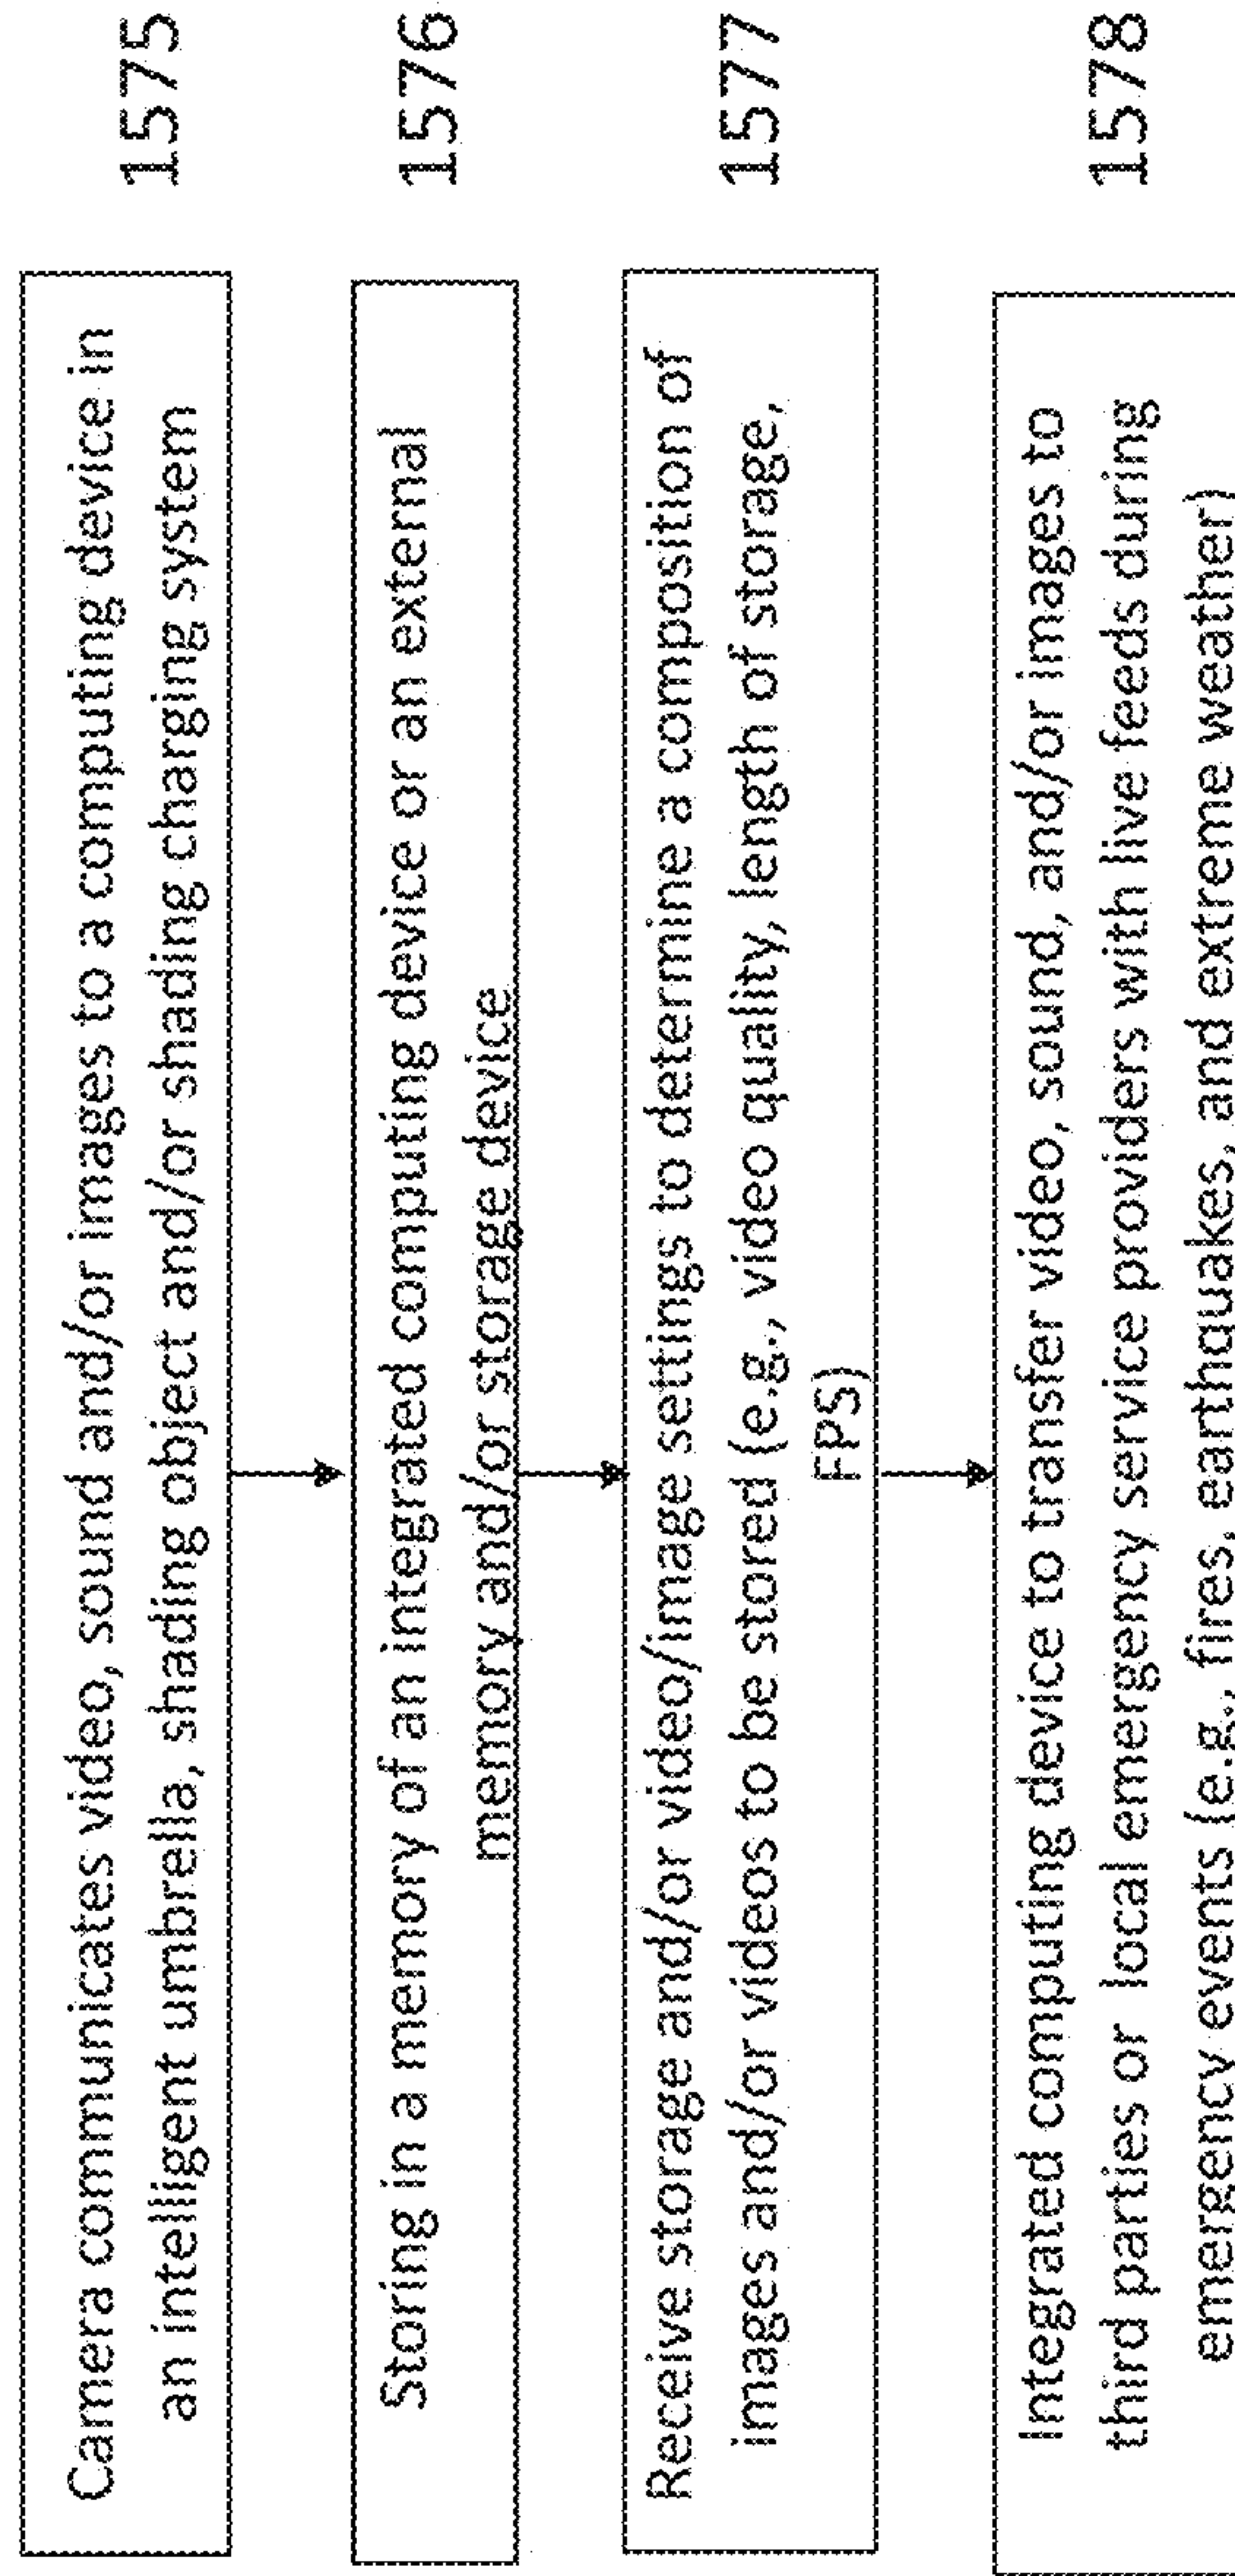 Camera communicates video, sound and/or images to a computing device in
an intelligent umbrella, shading object and/or shading charging system
1575
Storing in a memory of an integrated computing device or an external
memory and/or storage device
1576
Receive storage and/or video/image settings to determine a composition of
images and/or videos to be stored (e.g., video quality, length of storage,
FPS)
1577
Integrated computing device to transfer video, sound, and/or images to
third parties or local emergency service providers with live feeds during
emergency events (e.g., fires, earthquakes, and extreme weather)
1578